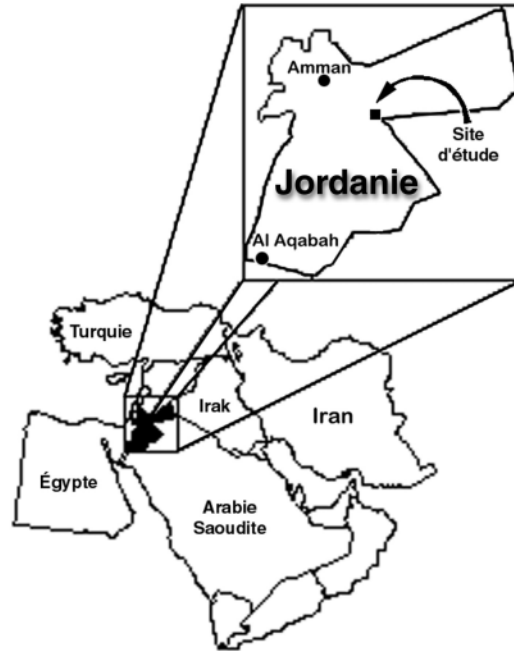 Amman
Site
d'étude
Jordanie
Al Aqabah
Turquie
Irak
Iran
Égypte
Arabie
Saoudite